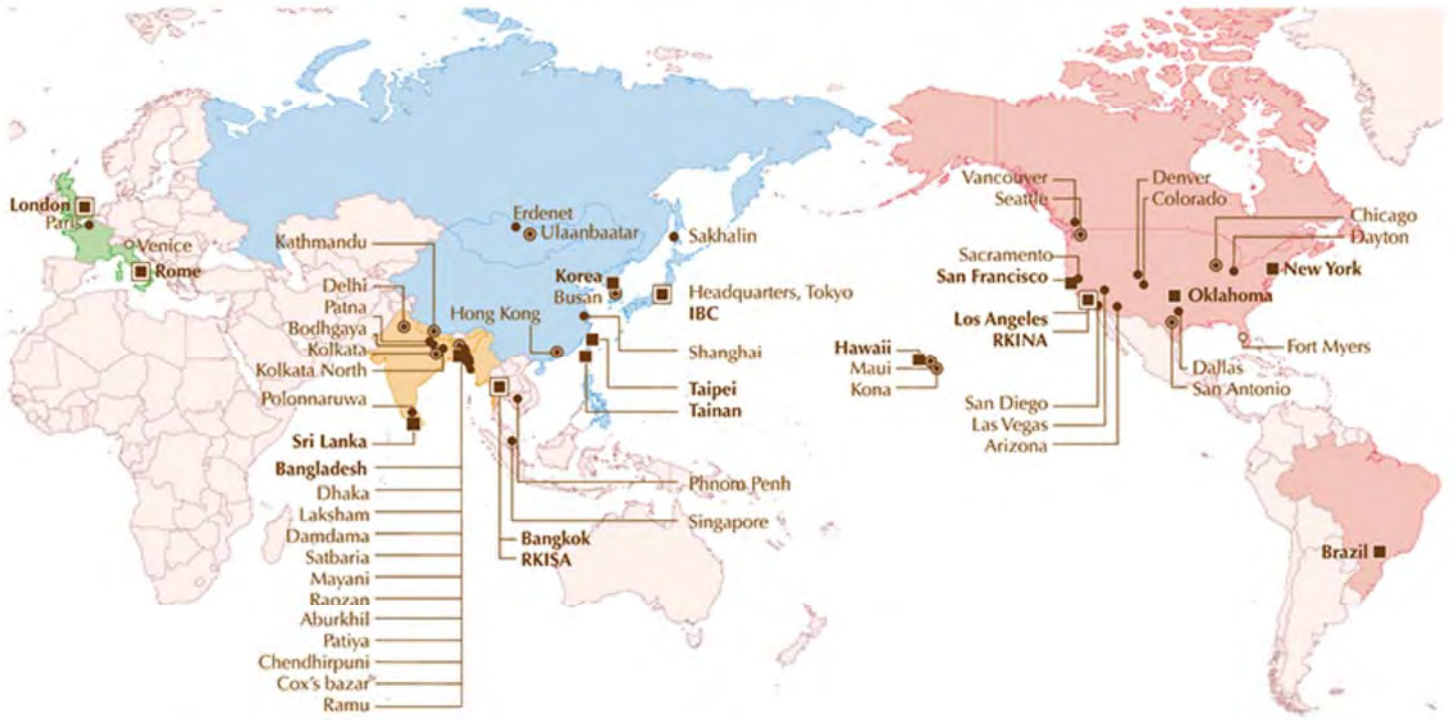 London
Paris
Venice
Rome
Kathmandu
Delhi
Patna
Bodhgaya
Kolkata
Kolkata North
Polonnaruwa
Sri Lanka
Bangladesh
Dhaka
Laksham
Damdama
Satbaria
Mayani
Raozan
Aburkhil
Patiya
Chendhirpuni
Cox's bazar
Ramu
Erdenet
Ulaanbaatar
Sakhalin
Korea
Busan
Headquarters, Tokyo
IBC
Hong Kong
Shanghai
Taipei
Tainan
Phnom Penh
Singapore
Bangkok
RKISA
Hawaii
Maui
Kona
Vancouver
Seattle
Sacramento
San Francisco
Los Angeles
RKINA
San Diego
Las Vegas
Arizona
Denver
Colorado
Chicago
Dayton
New York
Oklahoma
Fort Myers
Dallas
San Antonio
Brazil